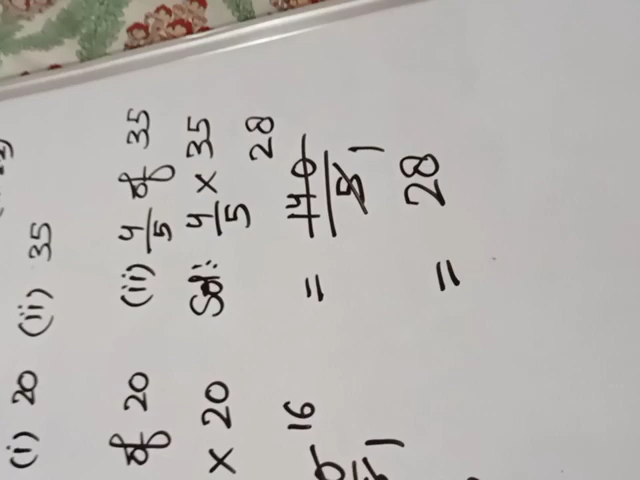 (i) 20 (ii) 35
of 20 (ii) 4/5 of 35
x 20 Sol: 4/5 x 35
16 28
= 140/5 1
1 = 28